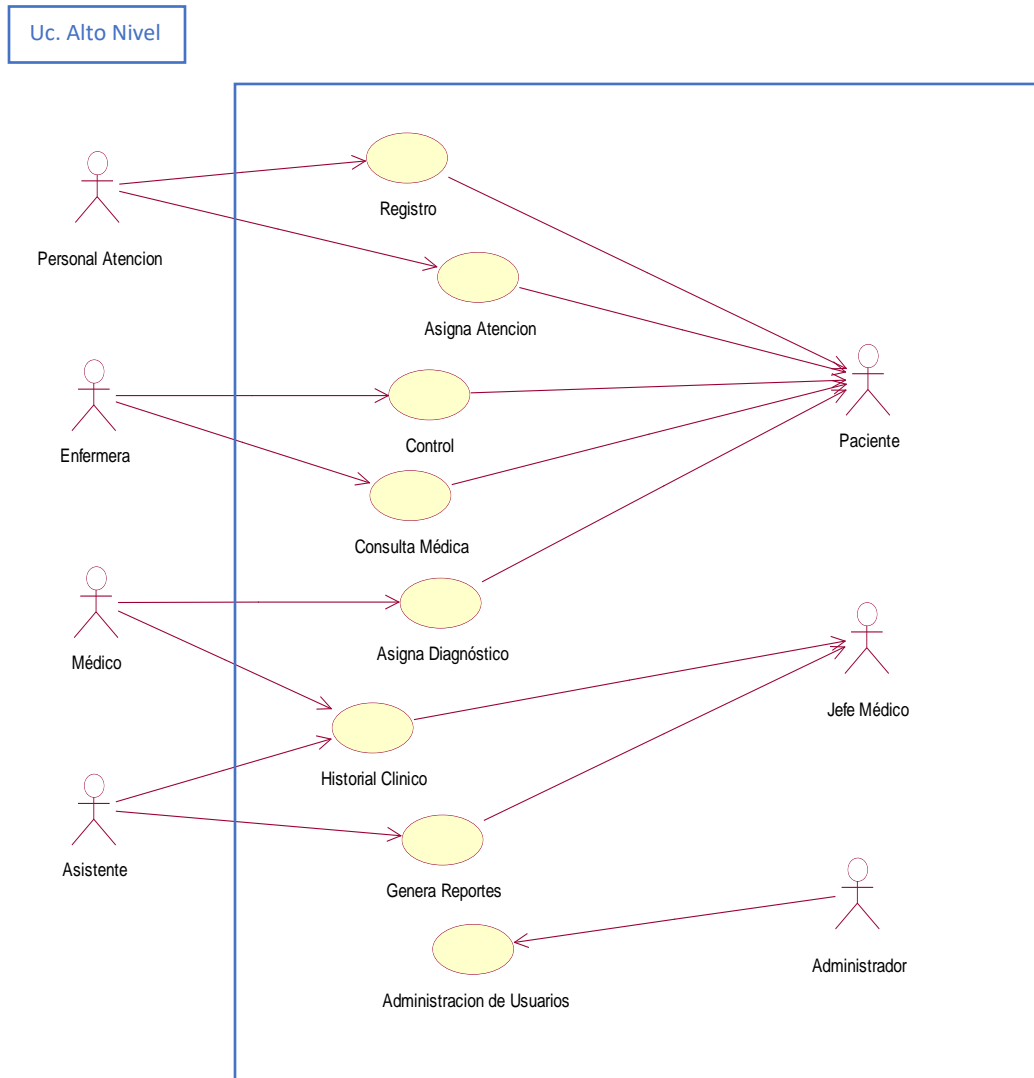 Uc. Alto Nivel
Registro
Personal Atencion
Asigna Atencion
Paciente
Control
Enfermera
Consulta Médica
Asigna Diagnóstico
Médico
Jefe Médico
Historial Clinico
Asistente
Genera Reportes
Administrador
Administracion de Usuarios